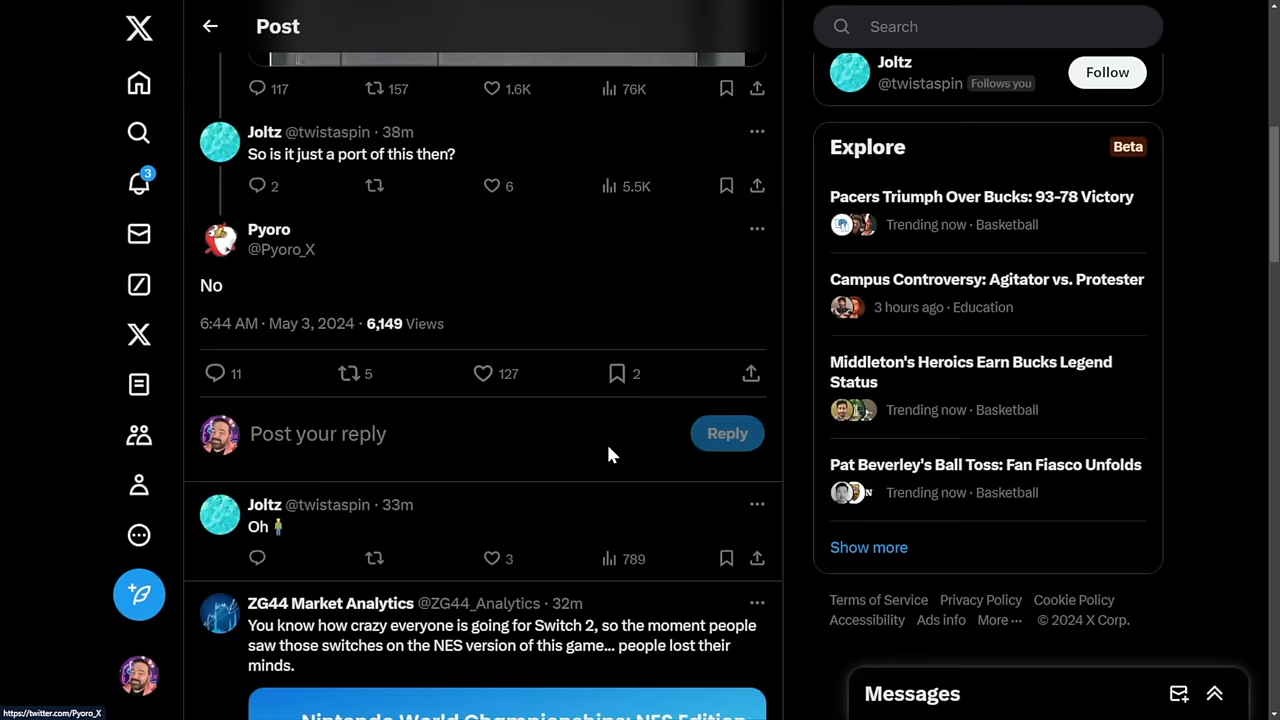 Post
117
157
1.6K
76K
Joltz @twistaspin · 38m
So is it just a port of this then?
2
6
5.5K
Pyoro
@Pyoro_X
No
6:44 AM · May 3, 2024 · 6,149 Views
11
5
127
2
Post your reply
Reply
Joltz @twistaspin · 33m
Oh
3
789
ZG44 Market Analytics @ZG44_Analytics · 32m
You know how crazy everyone is going for Switch 2, so the moment people
saw those switches on the NES version of this game... people lost their
minds.
Nintendo World Championships: NES Edition
3
https://twitter.com/Pyoro_X
Search
Joltz
@twistaspin Follows you
Follow
Explore
Beta
Pacers Triumph Over Bucks: 93-78 Victory
Trending now · Basketball
Campus Controversy: Agitator vs. Protester
3 hours ago · Education
Middleton's Heroics Earn Bucks Legend
Status
Trending now · Basketball
Pat Beverley's Ball Toss: Fan Fiasco Unfolds
N
Trending now · Basketball
Show more
Terms of Service Privacy Policy Cookie Policy
Accessibility Ads info More ··· © 2024 X Corp.
Messages